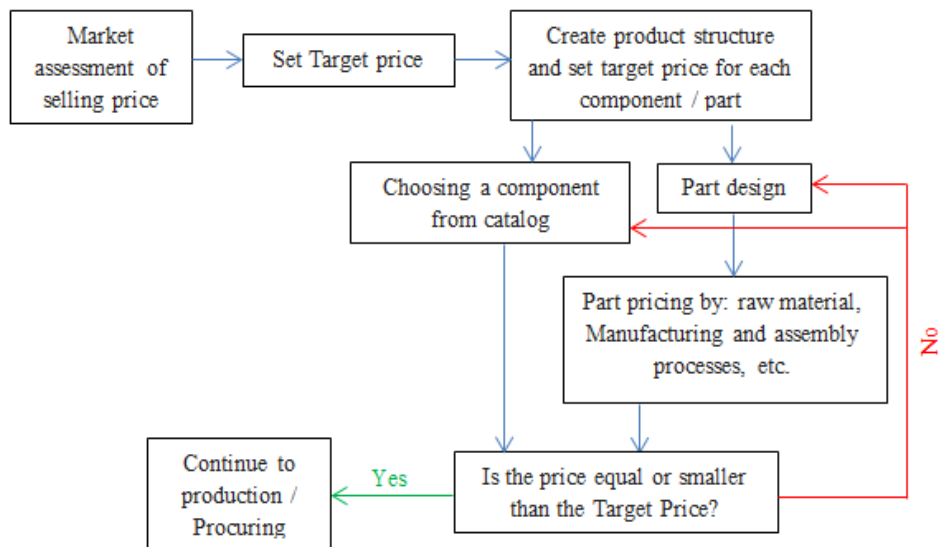 Market
assessment of
selling price
Set Target price
Create product structure
and set target price for each
component / part
Choosing a component
from catalog
Part design
Part pricing by: raw material,
Manufacturing and assembly
processes, etc.
No
Continue to
production /
Procuring
Yes
Is the price equal or smaller
than the Target Price?